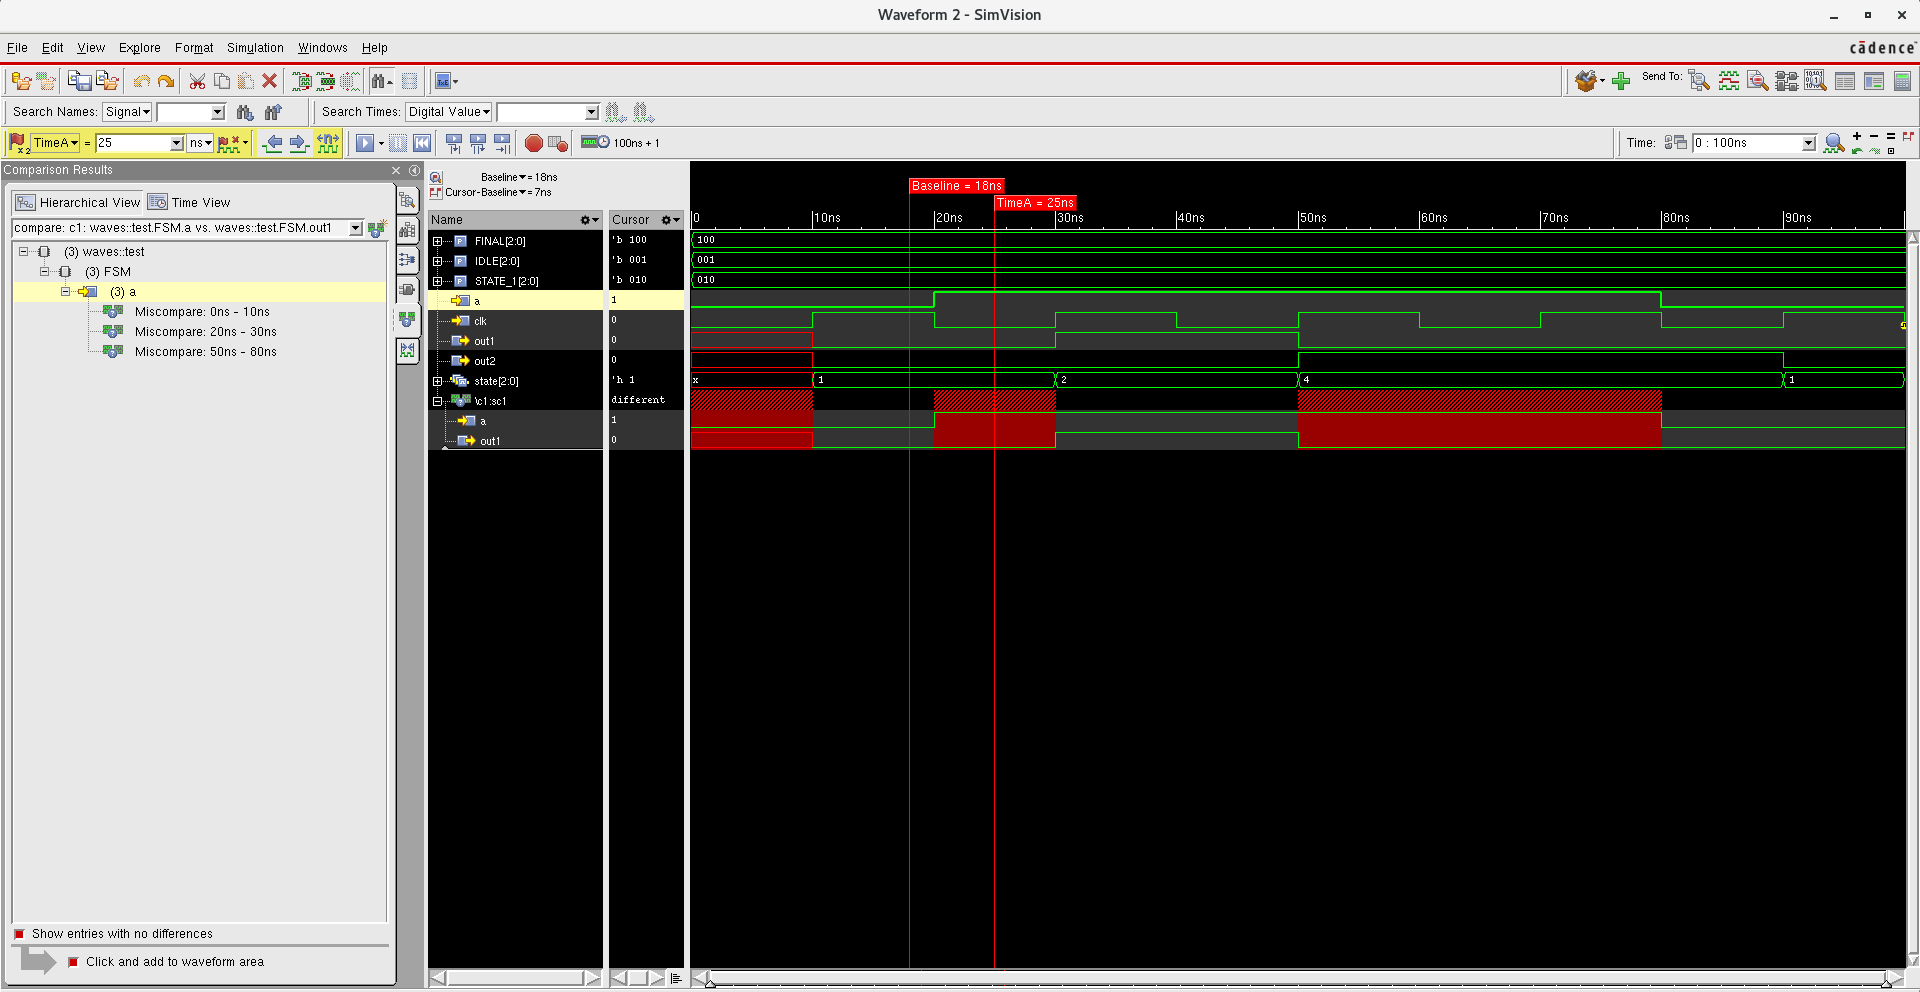 Waveform 2 - SimVision
File Edit View Explore Format Simulation Windows Help
cādence
Send To:
Search Names: Signal Search Times: Digital Value
TimeA = 25 ns 100ns + 1 Time: 0 : 100ns
Comparison Results
Hierarchical View Time View
compare: c1: waves::test.FSM.a vs. waves::test.FSM.out1
(3) waves::test
(3) FSM
(3) a
Miscompare: 0ns - 10ns
Miscompare: 20ns - 30ns
Miscompare: 50ns - 80ns
Show entries with no differences
Click and add to waveform area
Baseline = 18ns
Cursor-Baseline = 7ns
Name Cursor
Baseline = 18ns
TimeA = 25ns
0 10ns 20ns 30ns 40ns 50ns 60ns 70ns 80ns 90ns
FINAL[2:0] 'b 100 100
IDLE[2:0] 'b 001 001
STATE_1[2:0] 'b 010 010
a 1
clk 0
out1 0
out2 0
state[2:0] 'h 1 x 1 2 4 1
\c1:sc1 different
a 1
out1 0